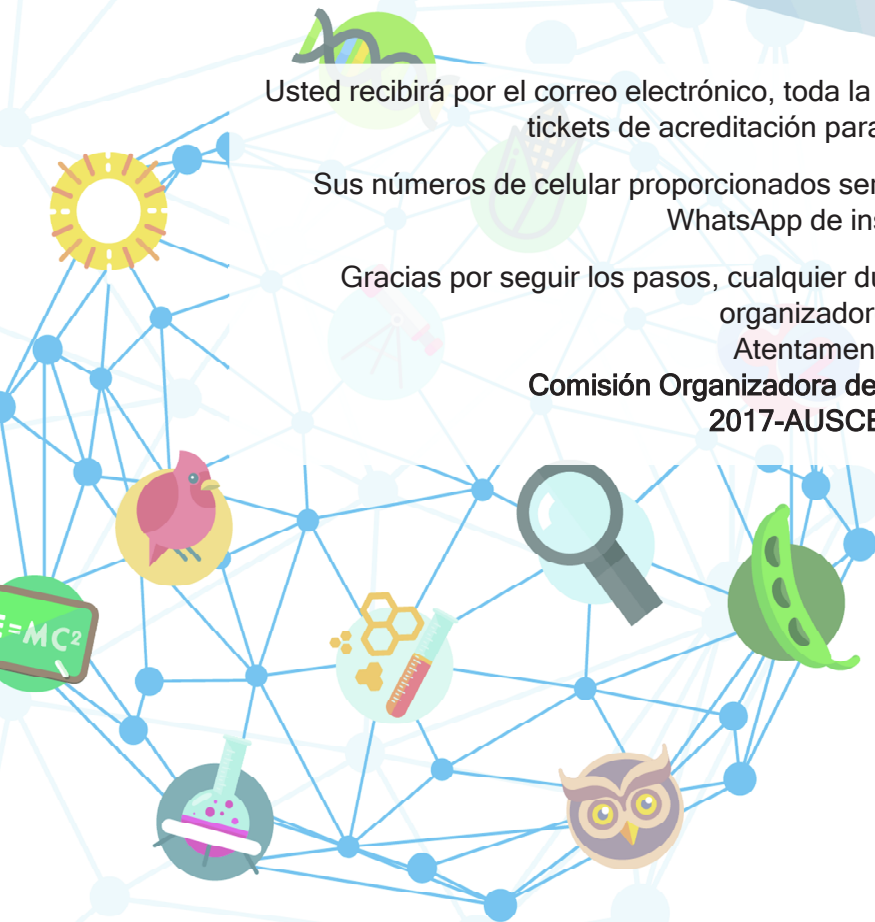 Usted recibirá por el correo electrónico, toda la
tickets de acreditación para
Sus números de celular proporcionados ser
WhatsApp de ins
Gracias por seguir los pasos, cualquier du
organizador
Atentamen
Comisión Organizadora de
2017-AUSCE
E=MC2